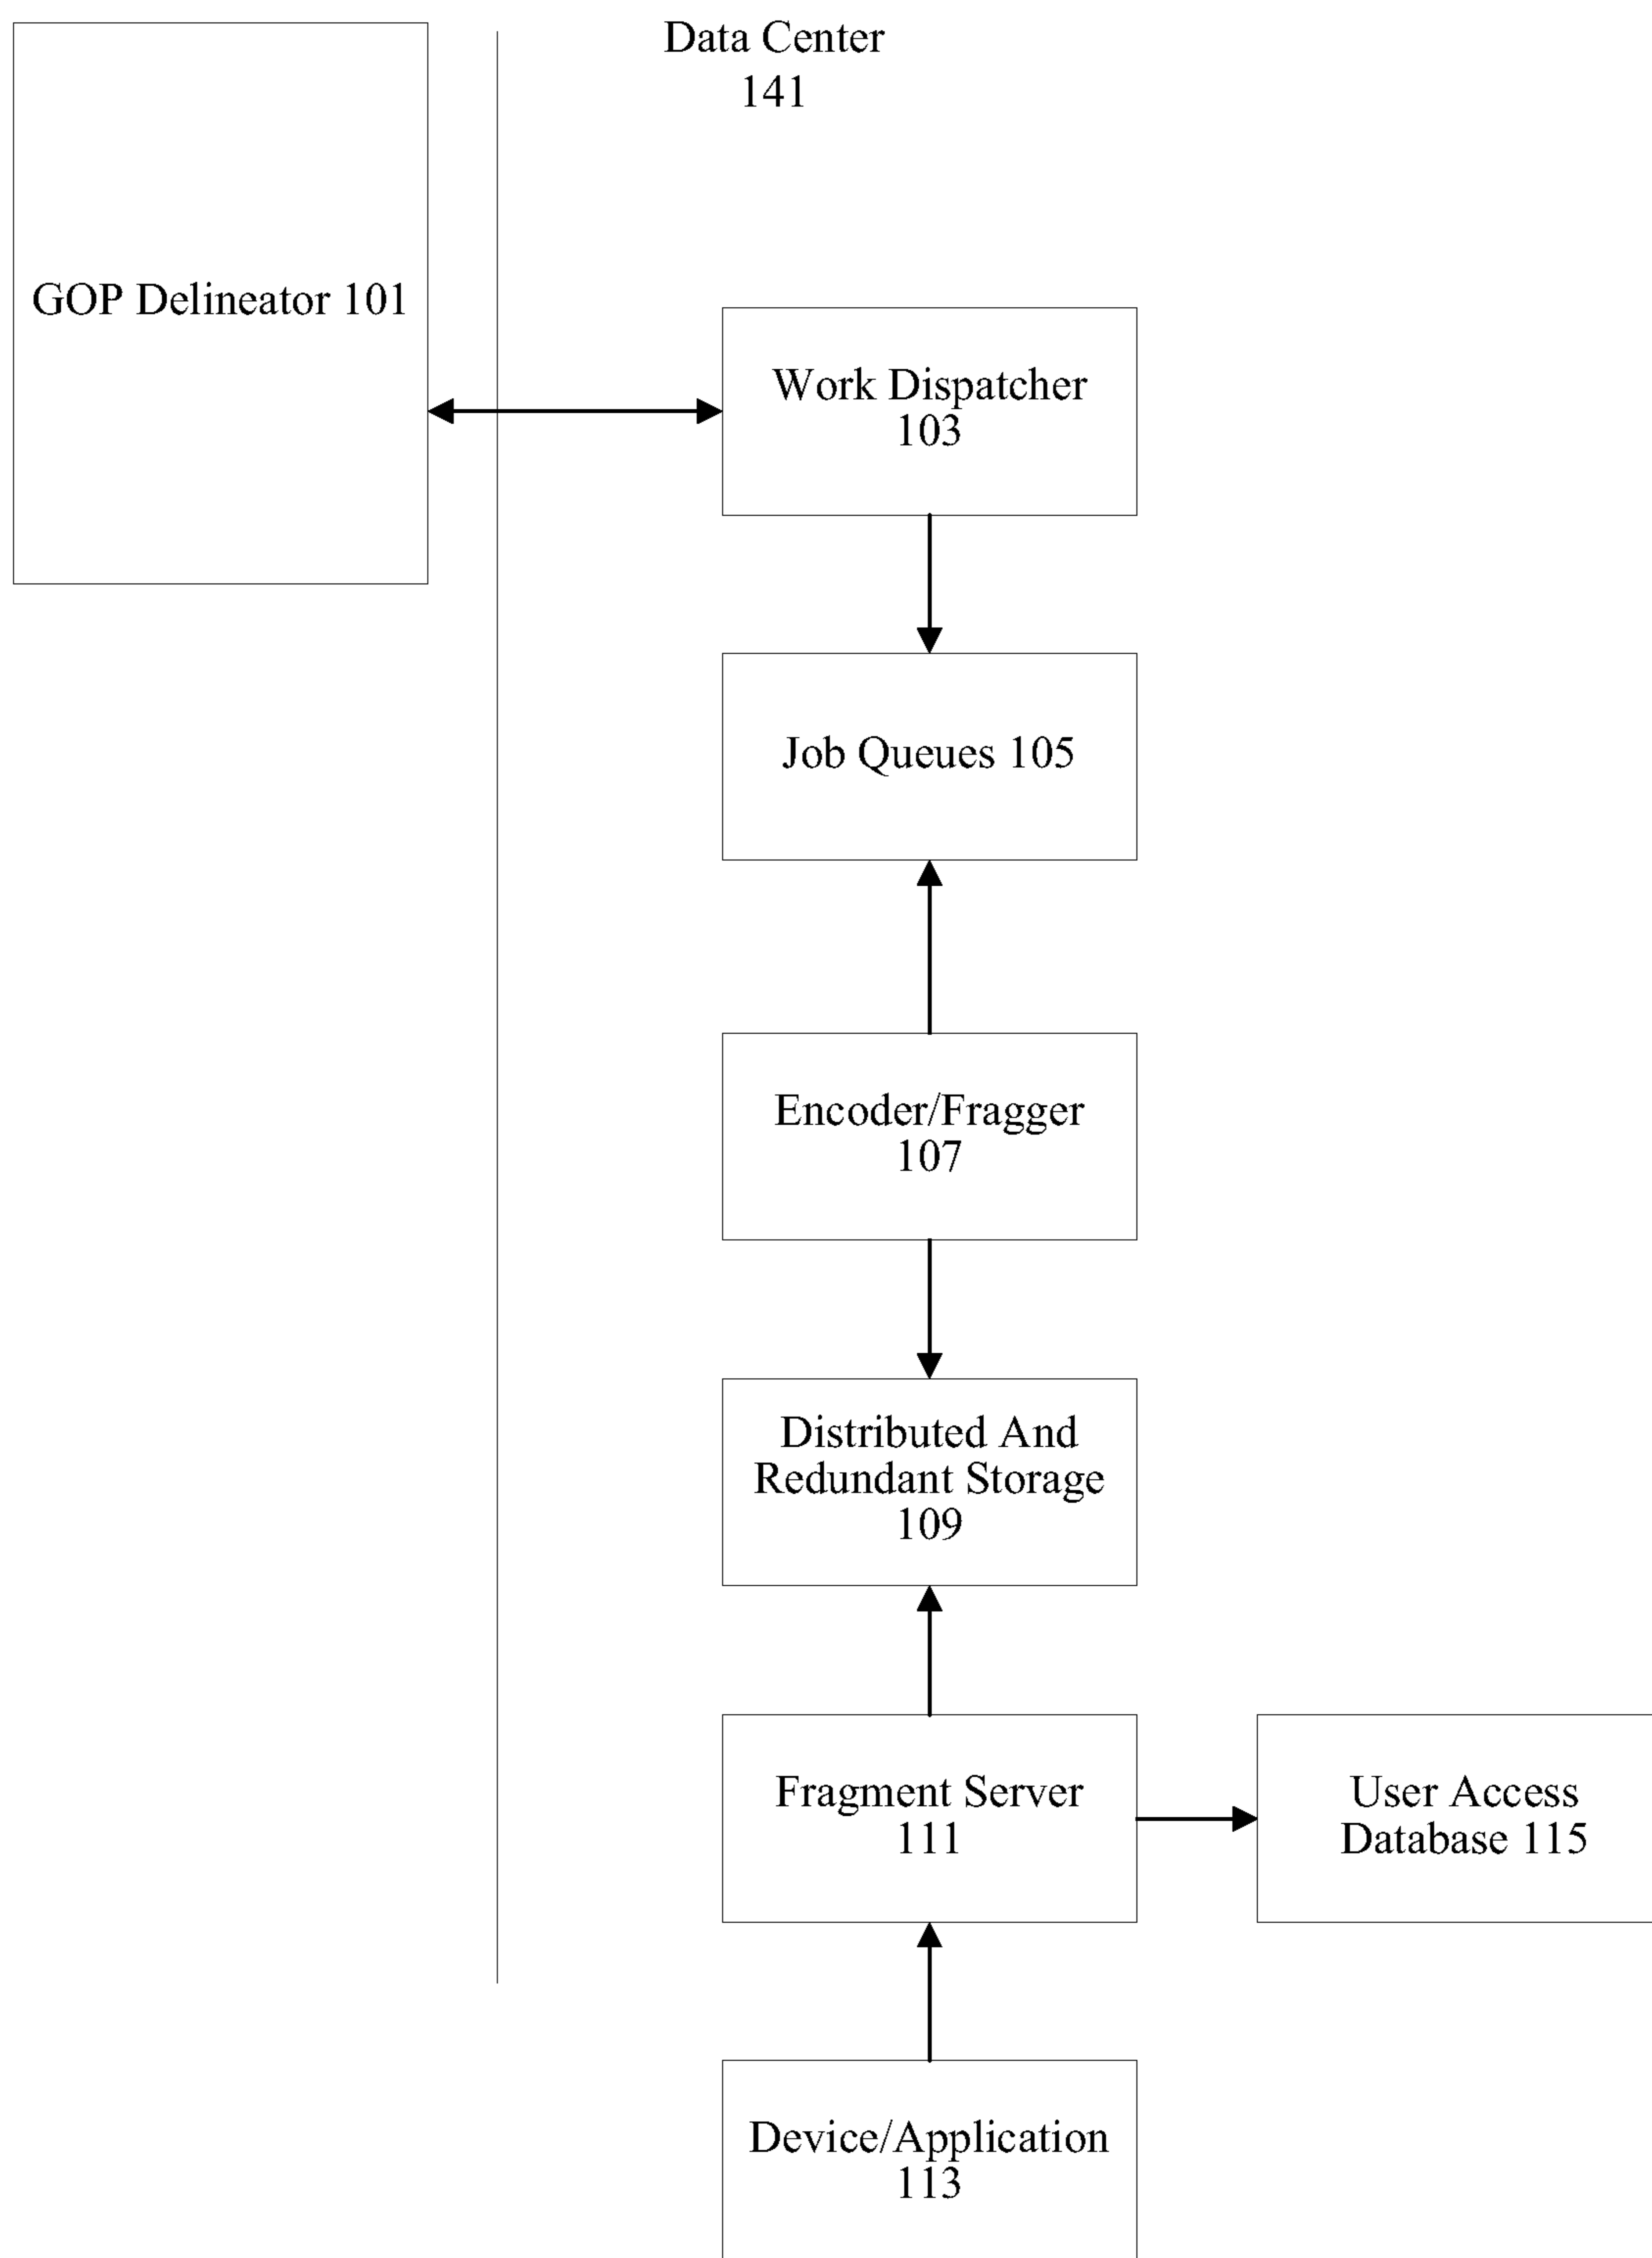 Data Center
141
GOP Delineator 101
Work Dispatcher
103
Job Queues 105
Encoder/Fragger
107
Distributed And
Redundant Storage
109
Fragment Server
111
User Access
Database 115
Device/Application
113